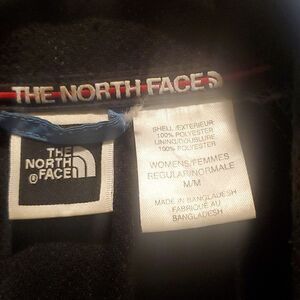 THE NORTH FACE
THE
NORTH
FACE
®
SHELL/EXTERIEUR
100% POLYESTER
LINING/DOUBLURE
100% POLYESTER
WOMENS/FEMMES
REGULAR/NORMALE
M/M
MADE IN BANGLADESH
FABRIQUÉ AU
BANGLADESH